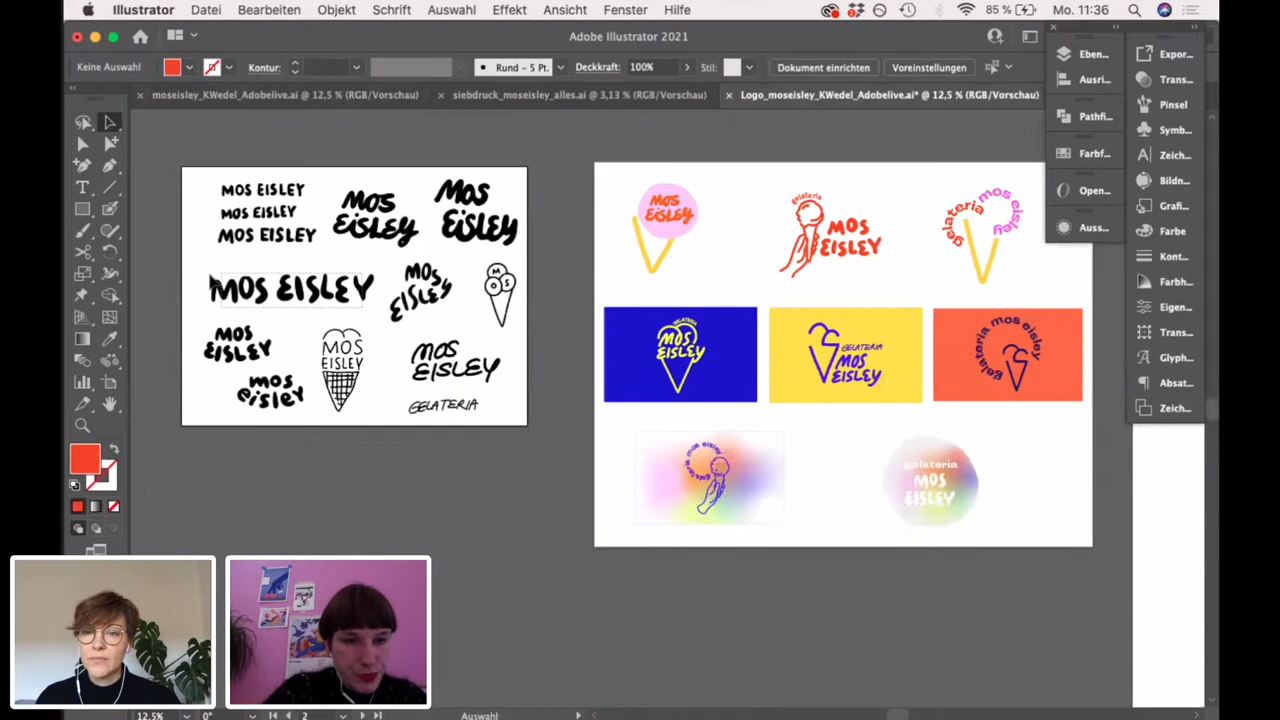 Illustrator Datei Bearbeiten Objekt Schrift Auswahl Effekt Ansicht Fenster Hilfe 85 % Mo. 11:36
Adobe Illustrator 2021
Keine Auswahl Kontur: Rund - 5 Pt. Deckkraft: 100% Stil: Dokument einrichten Voreinstellungen
moseisley_KWedel_Adobelive.ai @ 12,5 % (RGB/Vorschau)
siebdruck_moseisley_alles.ai @ 3,13 % (RGB/Vorschau)
Logo_moseisley_KWedel_Adobelive.ai* @ 12,5 % (RGB/Vorschau)
Eben...
Ausri...
Pathfi...
Farbf...
Open...
Auss...
Expor...
Trans...
Pinsel
Symb...
Zeich...
Bildn...
Grafi...
Farbe
Kont...
Farbh...
Eigen...
Trans...
Glyph...
Absat...
Zeich...
MOS EISLEY
MOS EISLEY
MOS EISLEY
MOS
EISLEY
MOS
EISLEY
MOS EISLEY
MOS
EISLEY
M
O S
MOS
EISLEY
mos
eisley
MOS
EISLEY
MOS
EISLEY
GELATERIA
MOS
EISLEY
gelateria
MOS
EISLEY
gelateria mos eisley
GELATERIA
MOS
EISLEY
GELATERIA
MOS
EISLEY
gelateria mos eisley
gelateria mos eisley
gelateria
MOS
EISLEY
12,5% 0° 2 Auswahl